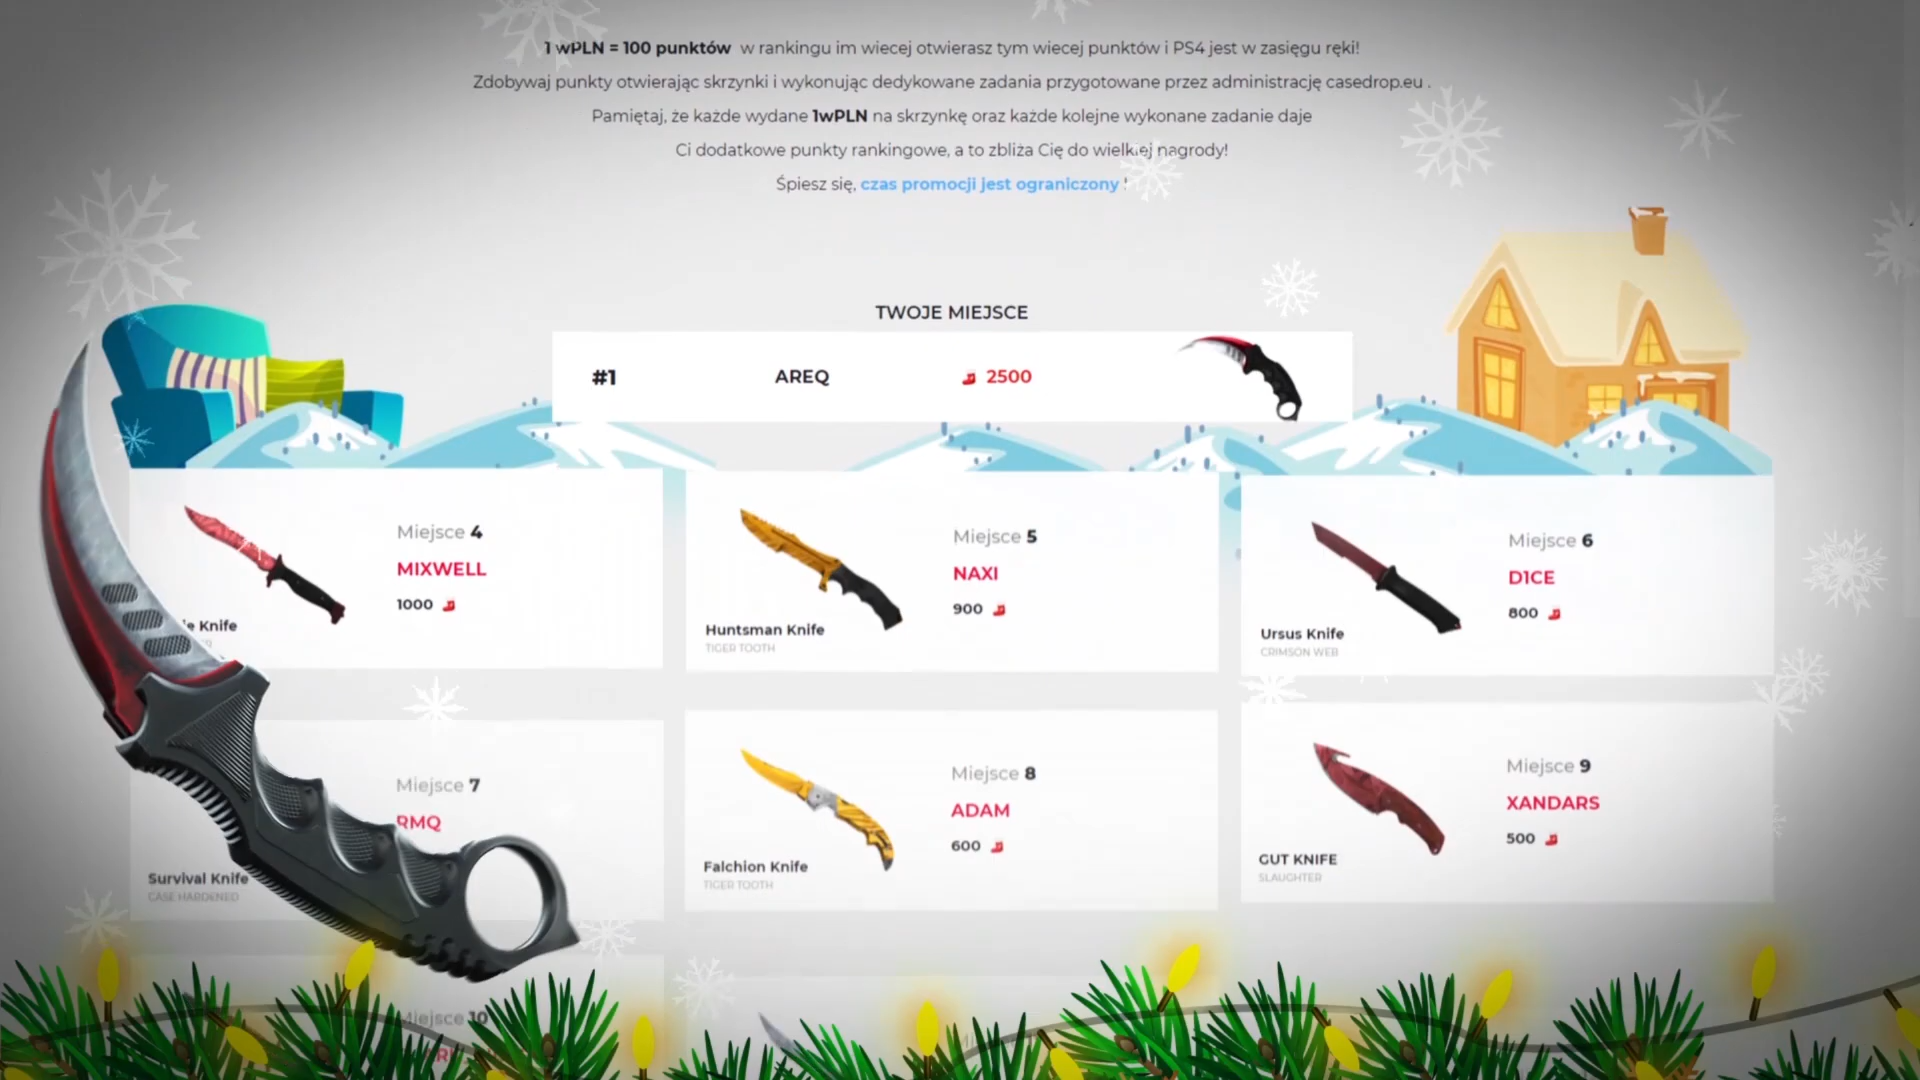 1 wPLN = 100 punktów w rankingu im wiecej otwierasz tym wiecej punktów i PS4 jest w zasięgu ręki!
Zdobywaj punkty otwierając skrzynki i wykonując dedykowane zadania przygotowane przez administrację casedrop.eu .
Pamiętaj, że każde wydane 1wPLN na skrzynkę oraz każde kolejne wykonane zadanie daje
Ci dodatkowe punkty rankingowe, a to zbliża Cię do wielkiej nagrody!
Śpiesz się, czas promocji jest ograniczony !
TWOJE MIEJSCE
#1 AREQ 2500
Miejsce 4
MIXWELL
1000
Knife
Miejsce 5
NAXI
900
Huntsman Knife
TIGER TOOTH
Miejsce 6
D1CE
800
Ursus Knife
CRIMSON WEB
Miejsce 7
RMQ
Survival Knife
CASE HARDENED
Miejsce 8
ADAM
600
Falchion Knife
TIGER TOOTH
Miejsce 9
XANDARS
500
GUT KNIFE
SLAUGHTER
Miejsce 10